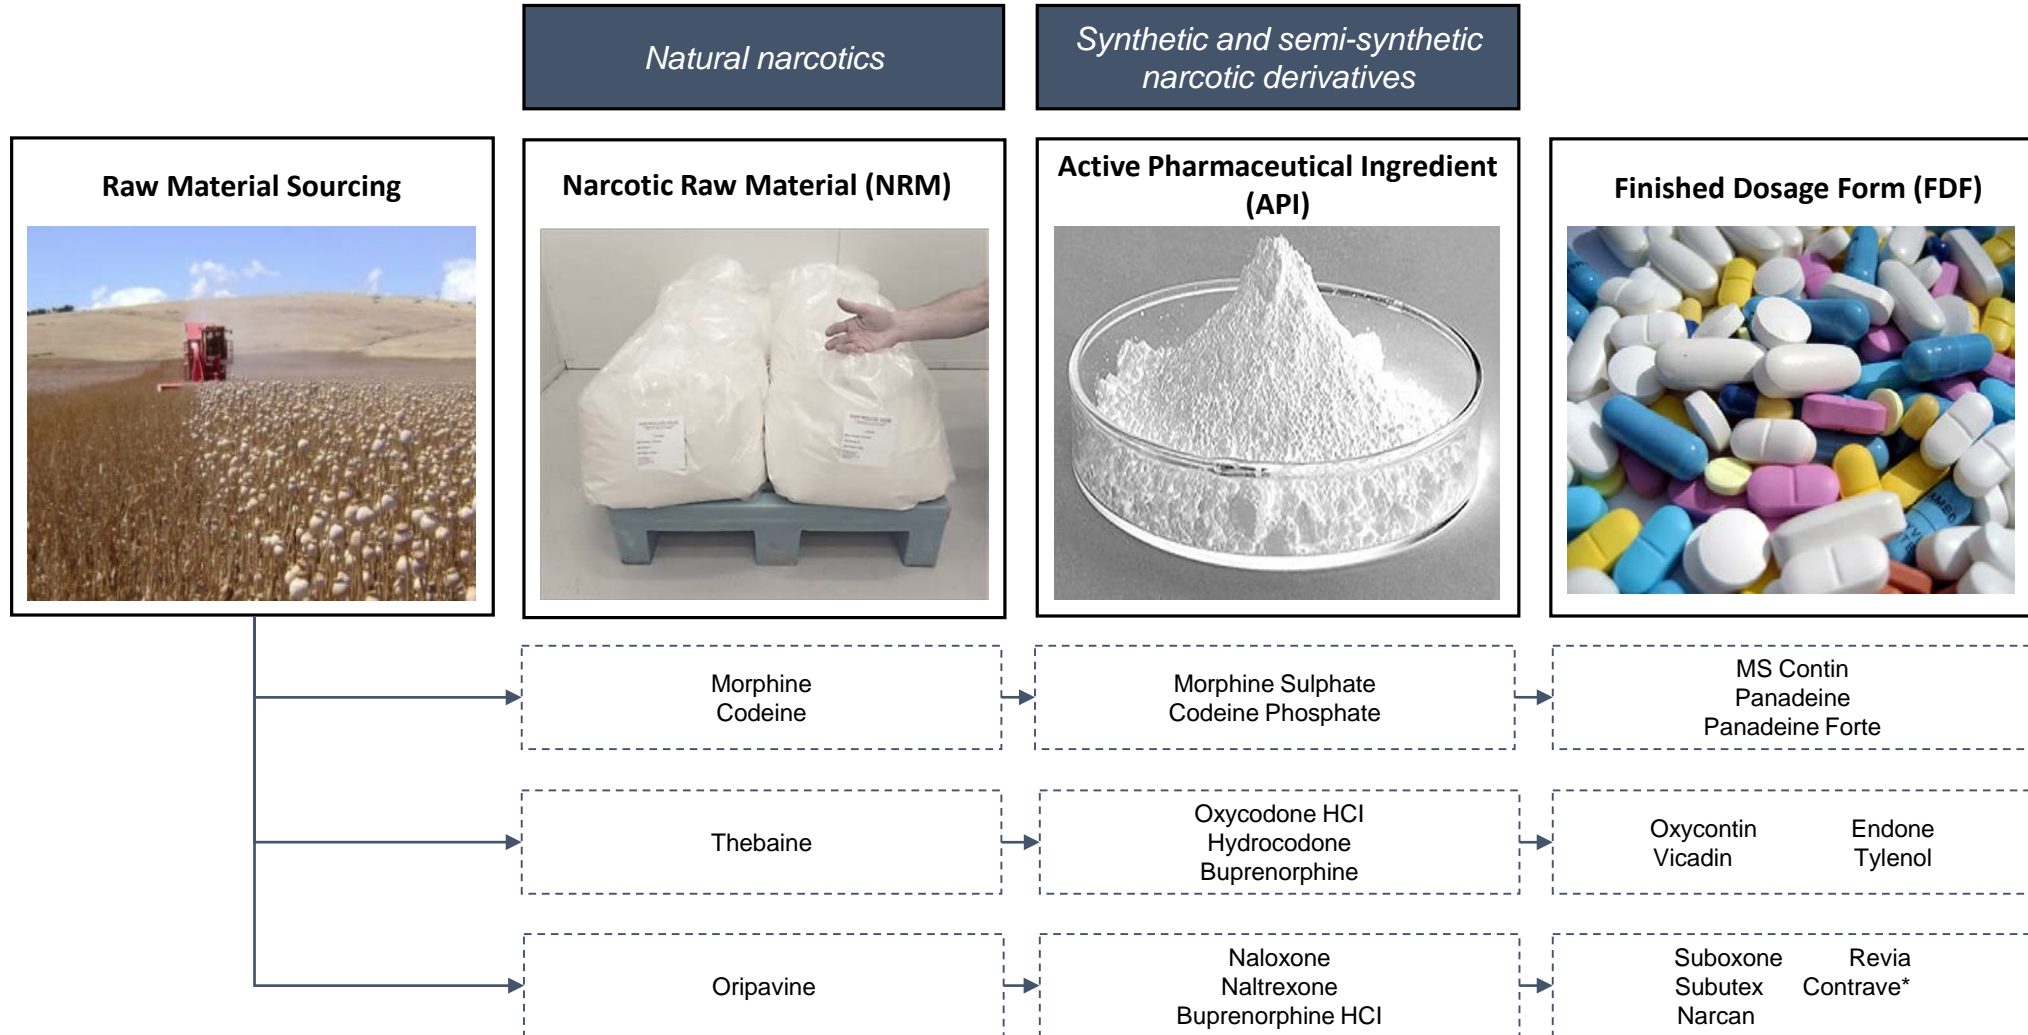 Natural narcotics
Synthetic and semi-synthetic
narcotic derivatives
Raw Material Sourcing
Narcotic Raw Material (NRM)
Active Pharmaceutical Ingredient
(API)
Finished Dosage Form (FDF)
Morphine
Codeine
Morphine Sulphate
Codeine Phosphate
MS Contin
Panadeine
Panadeine Forte
Thebaine
Oxycodone HCl
Hydrocodone
Buprenorphine
Oxycontin Endone
Vicadin Tylenol
Oripavine
Naloxone
Naltrexone
Buprenorphine HCl
Suboxone Revia
Subutex Contrave*
Narcan